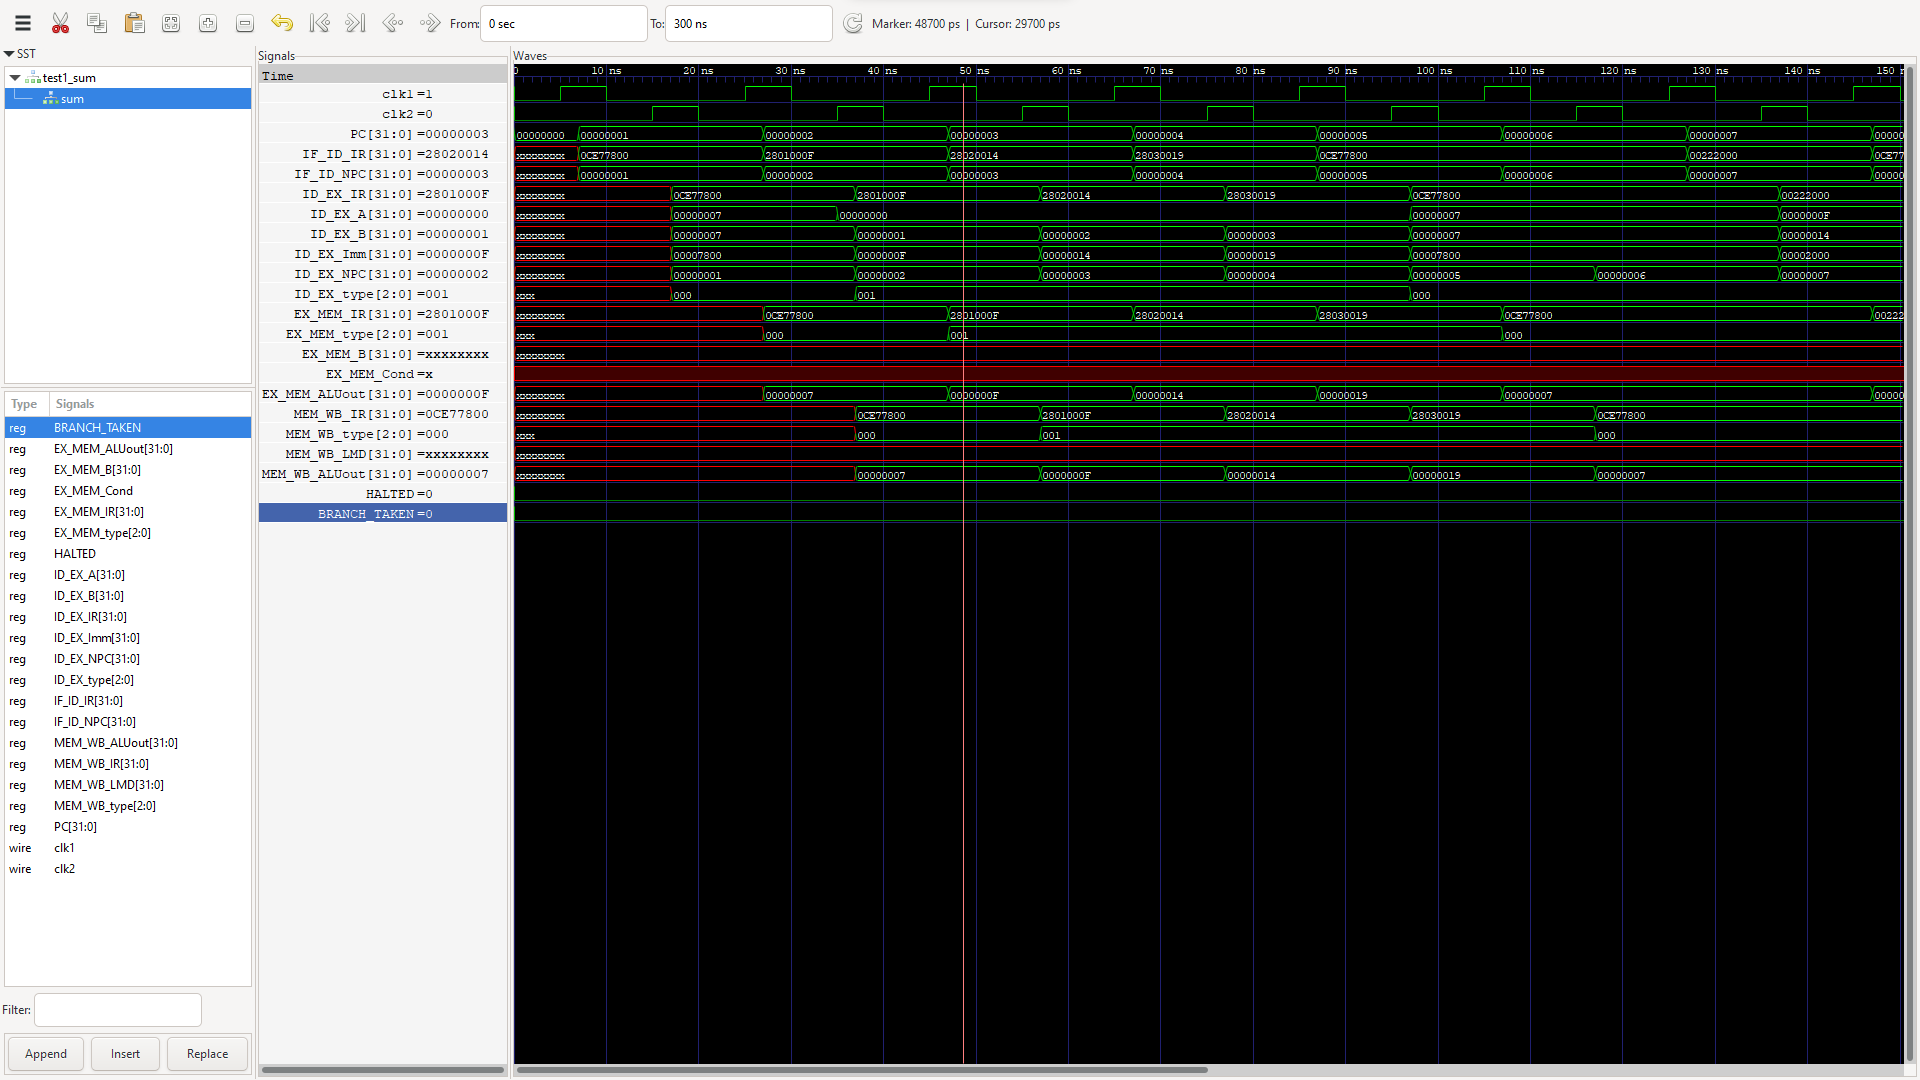 From: 0 sec To: 300 ns Marker: 48700 ps | Cursor: 29700 ps
SST
test1_sum
sum
Type Signals
reg BRANCH_TAKEN
reg EX_MEM_ALUout[31:0]
reg EX_MEM_B[31:0]
reg EX_MEM_Cond
reg EX_MEM_IR[31:0]
reg EX_MEM_type[2:0]
reg HALTED
reg ID_EX_A[31:0]
reg ID_EX_B[31:0]
reg ID_EX_IR[31:0]
reg ID_EX_Imm[31:0]
reg ID_EX_NPC[31:0]
reg ID_EX_type[2:0]
reg IF_ID_IR[31:0]
reg IF_ID_NPC[31:0]
reg MEM_WB_ALUout[31:0]
reg MEM_WB_IR[31:0]
reg MEM_WB_LMD[31:0]
reg MEM_WB_type[2:0]
reg PC[31:0]
wire clk1
wire clk2
Filter:
Append Insert Replace
Signals
Time
clk1=1
clk2=0
PC[31:0]=00000003
IF_ID_IR[31:0]=28020014
IF_ID_NPC[31:0]=00000003
ID_EX_IR[31:0]=2801000F
ID_EX_A[31:0]=00000000
ID_EX_B[31:0]=00000001
ID_EX_Imm[31:0]=0000000F
ID_EX_NPC[31:0]=00000002
ID_EX_type[2:0]=001
EX_MEM_IR[31:0]=2801000F
EX_MEM_type[2:0]=001
EX_MEM_B[31:0]=xxxxxxxx
EX_MEM_Cond=x
EX_MEM_ALUout[31:0]=0000000F
MEM_WB_IR[31:0]=0CE77800
MEM_WB_type[2:0]=000
MEM_WB_LMD[31:0]=xxxxxxxx
MEM_WB_ALUout[31:0]=00000007
HALTED=0
BRANCH_TAKEN=0
Waves
0 10 ns 20 ns 30 ns 40 ns 50 ns 60 ns 70 ns 80 ns 90 ns 100 ns 110 ns 120 ns 130 ns 140 ns 150 n
00000000 00000001 00000002 00000003 00000004 00000005 00000006 00000007 00000
xxxxxxxx 0CE77800 2801000F 28020014 28030019 0CE77800 00222000 0CE77
xxxxxxxx 00000001 00000002 00000003 00000004 00000005 00000006 00000007 00000
xxxxxxxx 0CE77800 2801000F 28020014 28030019 0CE77800 00222000
xxxxxxxx 00000007 00000000 00000007 0000000F
xxxxxxxx 00000007 00000001 00000002 00000003 00000007 00000014
xxxxxxxx 00007800 0000000F 00000014 00000019 00007800 00002000
xxxxxxxx 00000001 00000002 00000003 00000004 00000005 00000006 00000007
xxx 000 001 000
xxxxxxxx 0CE77800 2801000F 28020014 28030019 0CE77800 00222
xxx 000 001 000
xxxxxxxx
xxxxxxxx 00000007 0000000F 00000014 00000019 00000007 00000
xxxxxxxx 0CE77800 2801000F 28020014 28030019 0CE77800
xxx 000 001 000
xxxxxxxx
xxxxxxxx 00000007 0000000F 00000014 00000019 00000007